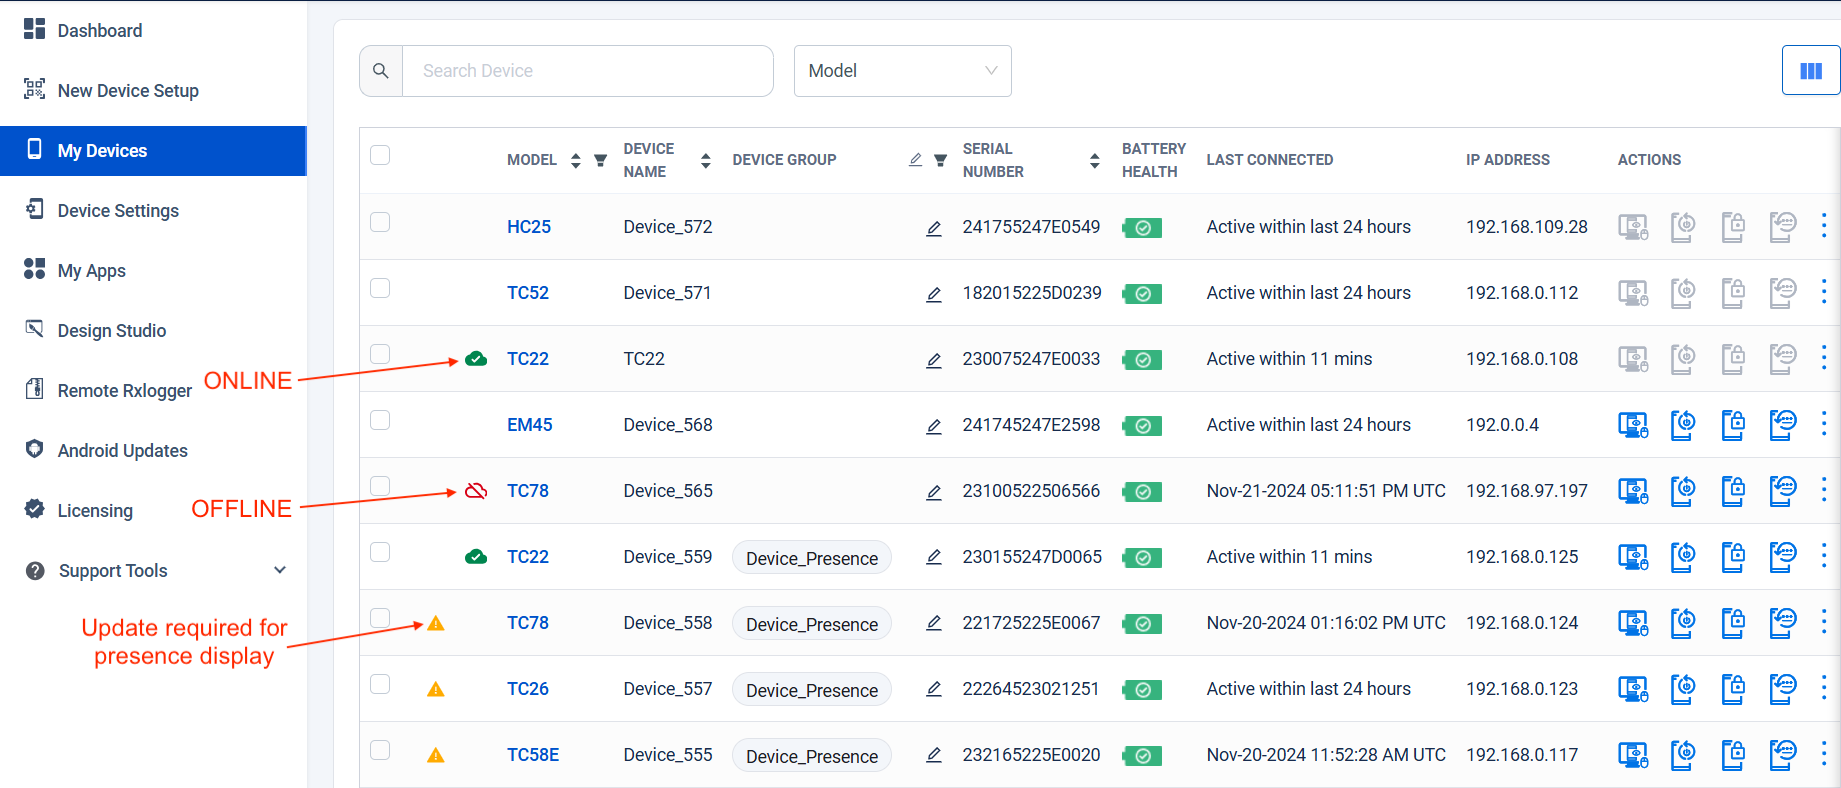 Dashboard
New Device Setup
My Devices
Device Settings
My Apps
Design Studio
Remote Rxlogger
Android Updates
Licensing
Support Tools
ONLINE
OFFLINE
Update required for
presence display
Search Device
Model
MODEL DEVICE NAME DEVICE GROUP SERIAL NUMBER BATTERY HEALTH LAST CONNECTED IP ADDRESS ACTIONS
HC25 Device_572 241755247E0549 Active within last 24 hours 192.168.109.28
TC52 Device_571 182015225D0239 Active within last 24 hours 192.168.0.112
TC22 TC22 230075247E0033 Active within 11 mins 192.168.0.108
EM45 Device_568 241745247E2598 Active within last 24 hours 192.0.0.4
TC78 Device_565 23100522506566 Nov-21-2024 05:11:51 PM UTC 192.168.97.197
TC22 Device_559 Device_Presence 230155247D0065 Active within 11 mins 192.168.0.125
TC78 Device_558 Device_Presence 221725225E0067 Nov-20-2024 01:16:02 PM UTC 192.168.0.124
TC26 Device_557 Device_Presence 22264523021251 Active within last 24 hours 192.168.0.123
TC58E Device_555 Device_Presence 232165225E0020 Nov-20-2024 11:52:28 AM UTC 192.168.0.117